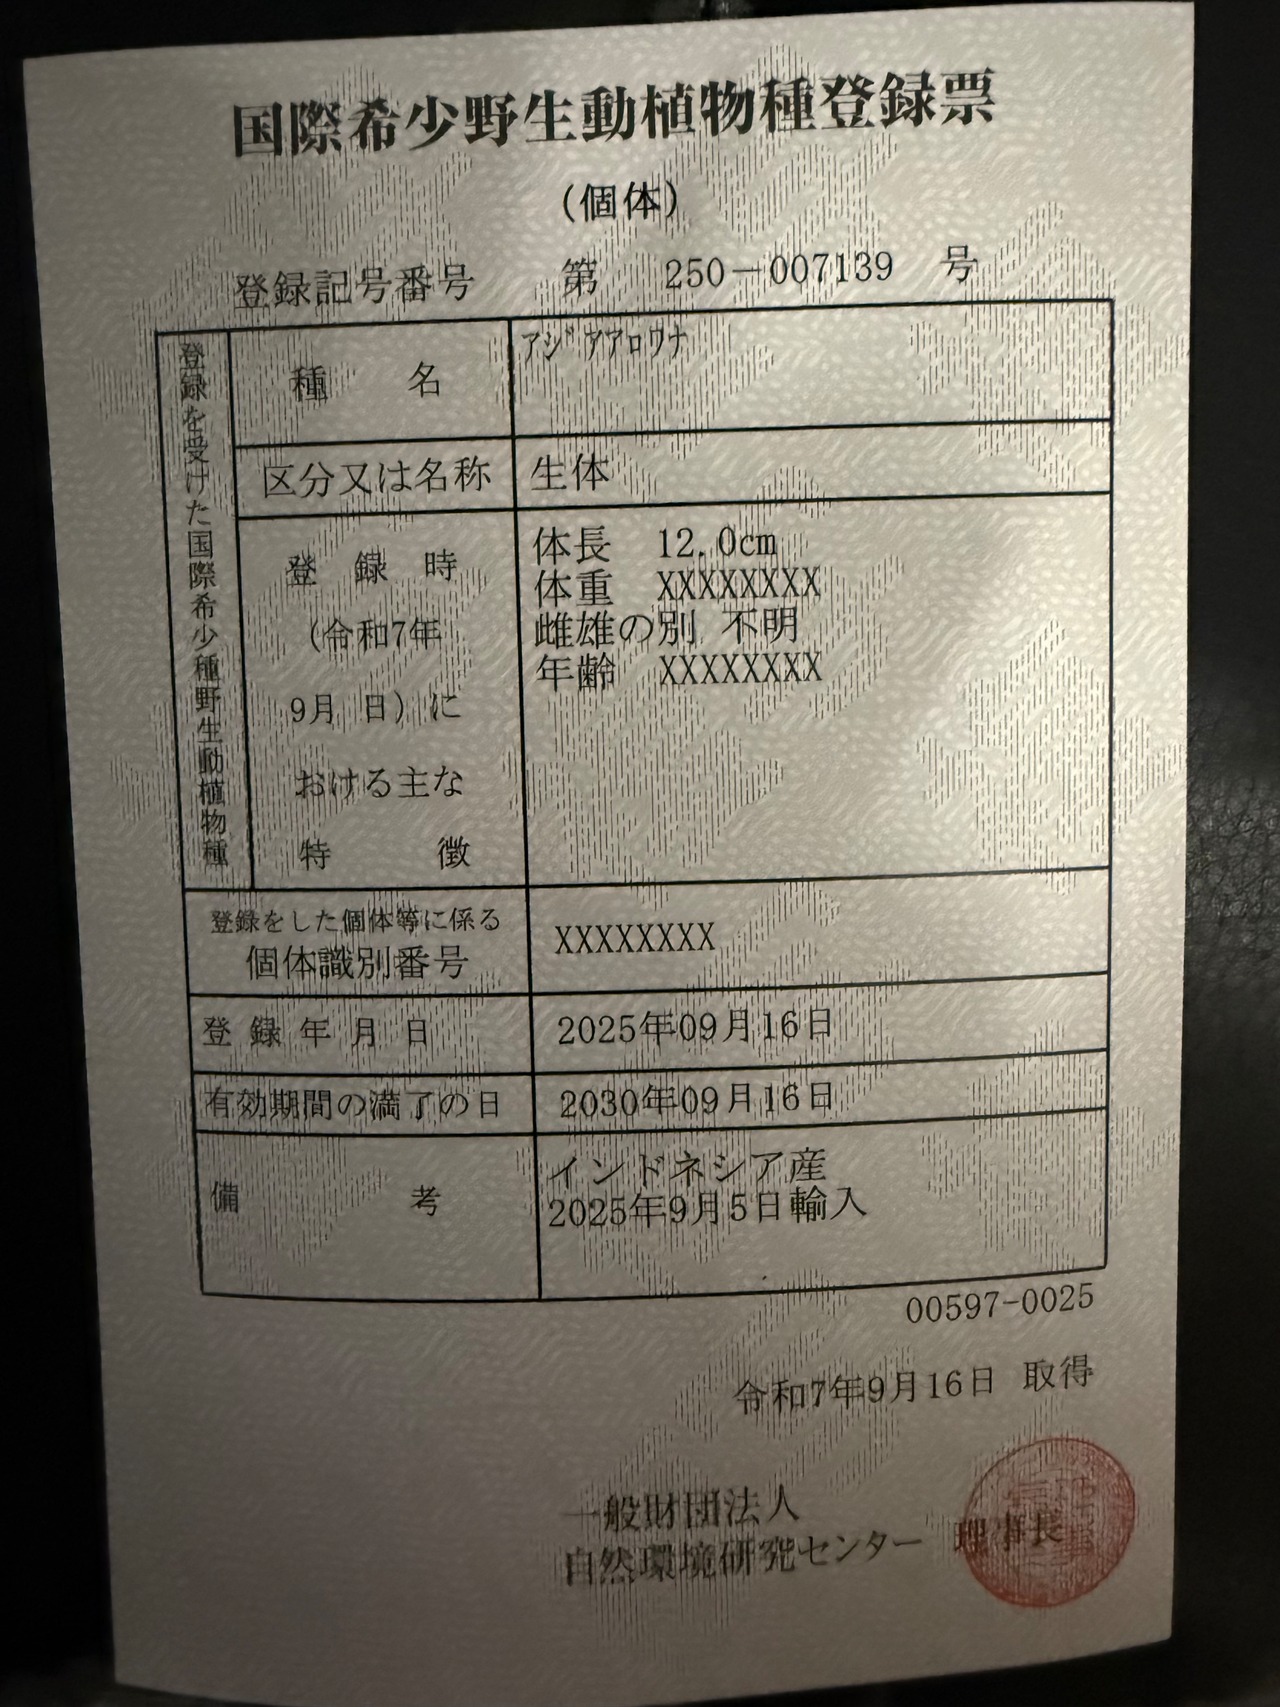 国際希少野生動植物種登録票
(個体)
登録記号番号 第 250-007139 号
登録を受けた国際希少種野生動植物種
種名 アジアアロワナ
区分又は名称 生体
登録時
(令和7年
9月 日)に
おける主な
特徴
体長 12.0cm
体重 XXXXXXXX
雌雄の別 不明
年齢 XXXXXXXX
登録をした個体等に係る
個体識別番号
XXXXXXXX
登録年月日 2025年09月16日
有効期間の満了の日 2030年09月16日
備考
インドネシア産
2025年9月5日輸入
00597-0025
令和7年9月16日 取得
一般財団法人
自然環境研究センター 理事長